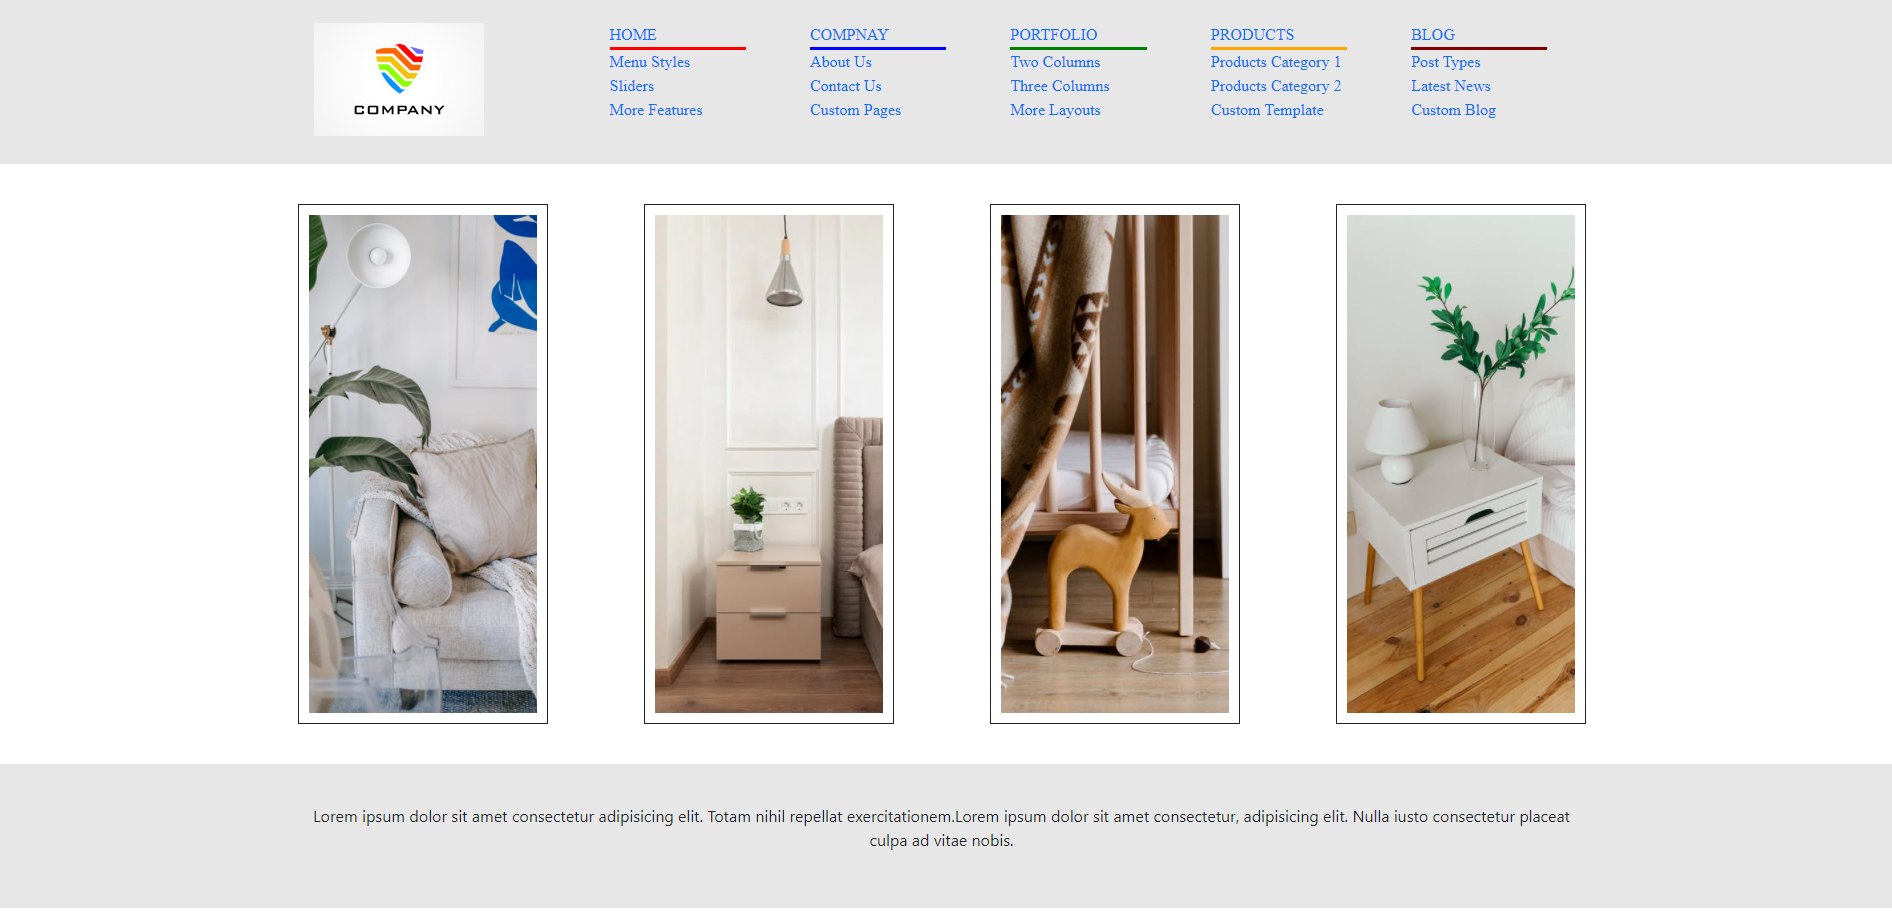 COMPANY
HOME
Menu Styles
Sliders
More Features
COMPNAY
About Us
Contact Us
Custom Pages
PORTFOLIO
Two Columns
Three Columns
More Layouts
PRODUCTS
Products Category 1
Products Category 2
Custom Template
BLOG
Post Types
Latest News
Custom Blog
Lorem ipsum dolor sit amet consectetur adipisicing elit. Totam nihil repellat exercitationem.Lorem ipsum dolor sit amet consectetur, adipisicing elit. Nulla iusto consectetur placeat
culpa ad vitae nobis.